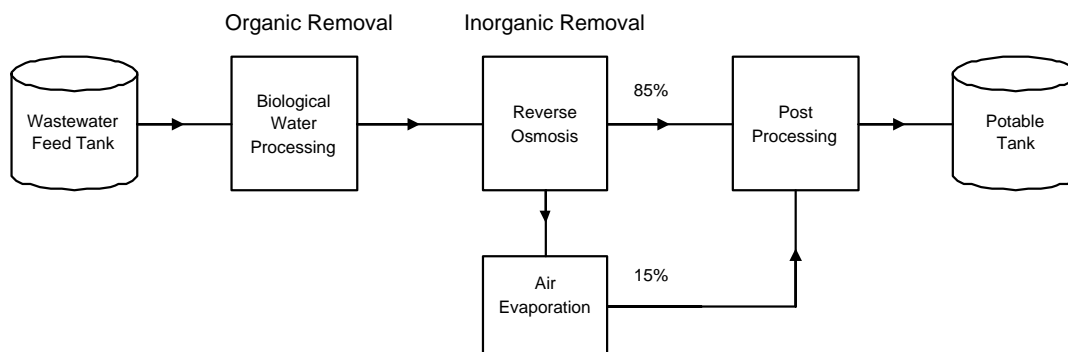 Organic Removal
Inorganic Removal
Wastewater
Feed Tank
Biological
Water
Processing
Reverse
Osmosis
85%
Post
Processing
Potable
Tank
Air
Evaporation
15%